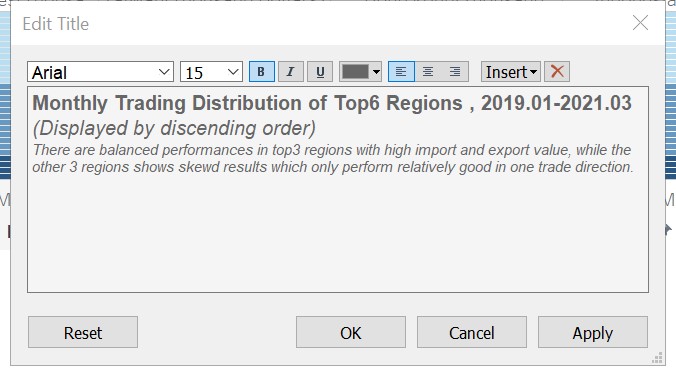 Edit Title
Arial 15 B I U Insert
Monthly Trading Distribution of Top6 Regions , 2019.01-2021.03
(Displayed by discending order)
There are balanced performances in top3 regions with high import and export value, while the
other 3 regions shows skewd results which only perform relatively good in one trade direction.
Reset OK Cancel Apply